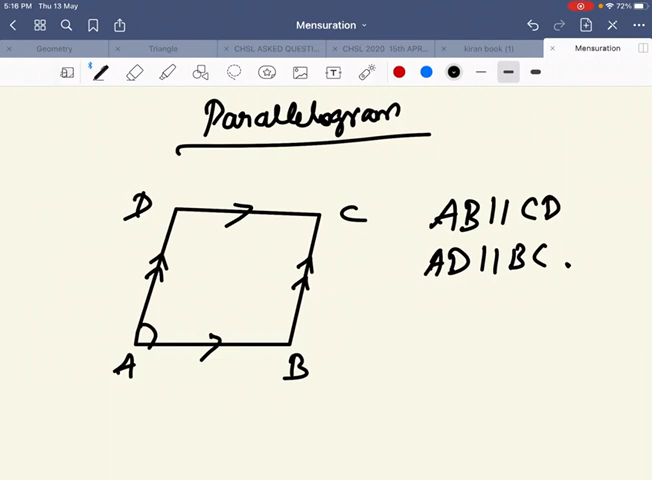 5:16 PM Thu 13 May
72%
Mensuration
Geometry
Triangle
CHSL ASKED QUESTI...
CHSL 2020 15th APR...
kiran book (1)
Mensuration
T
Parallelogram
D
C
AB || CD
AD || BC .
A
B